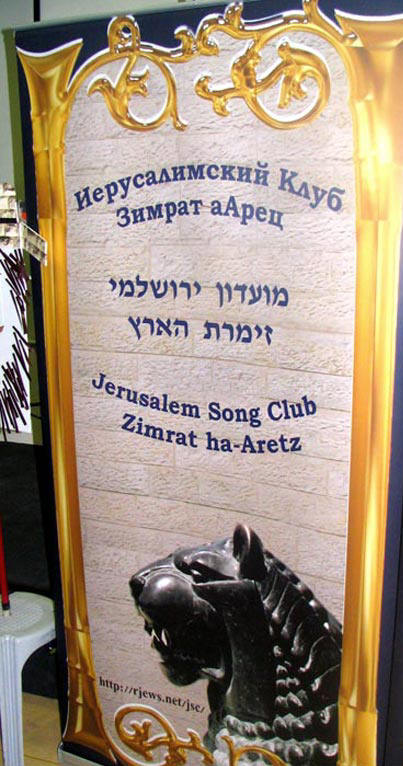 Иерусалимский Клуб
Зимрат аАрец
מועדון ירושלמי
זימרת הארץ
Jerusalem Song Club
Zimrat ha-Aretz
http://rjews.net/jsc/